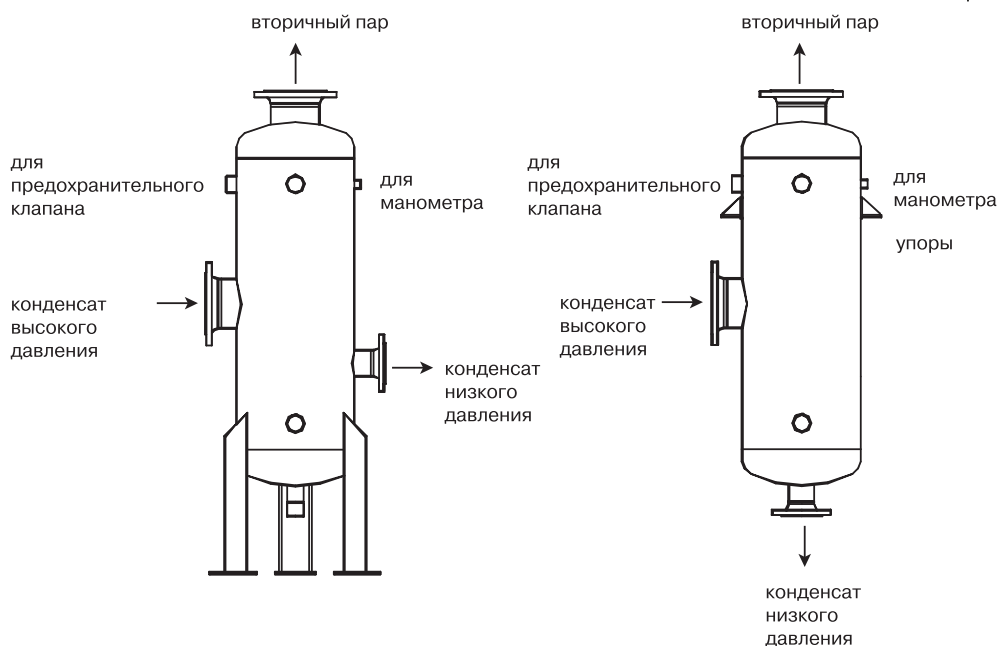 вторичный пар
для
предохранительного
клапана
для
манометра
конденсат
высокого
давления
конденсат
низкого
давления
вторичный пар
для
предохранительного
клапана
для
манометра
упоры
конденсат
высокого
давления
конденсат
низкого
давления